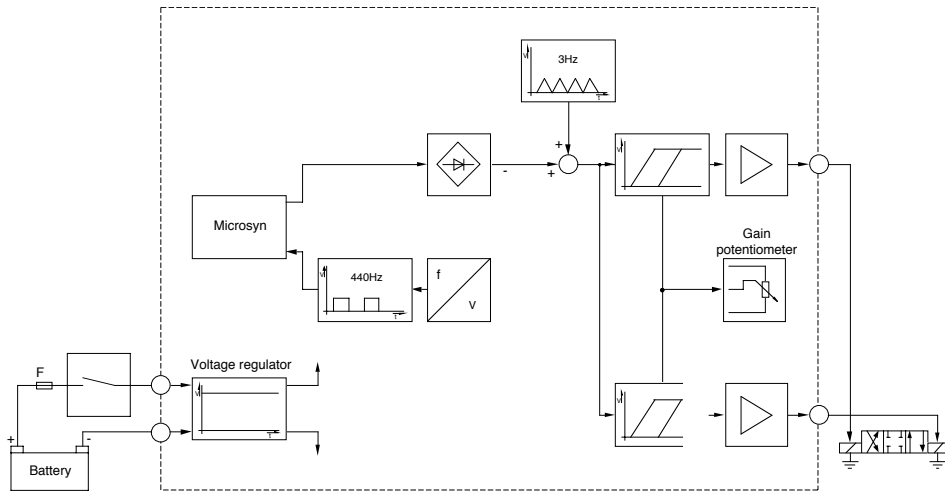 V
3Hz
T
+
+
-
V
Microsyn
Gain
potentiometer
V
440Hz
T
f
V
F
Voltage regulator
V
T
V
+
-
Battery